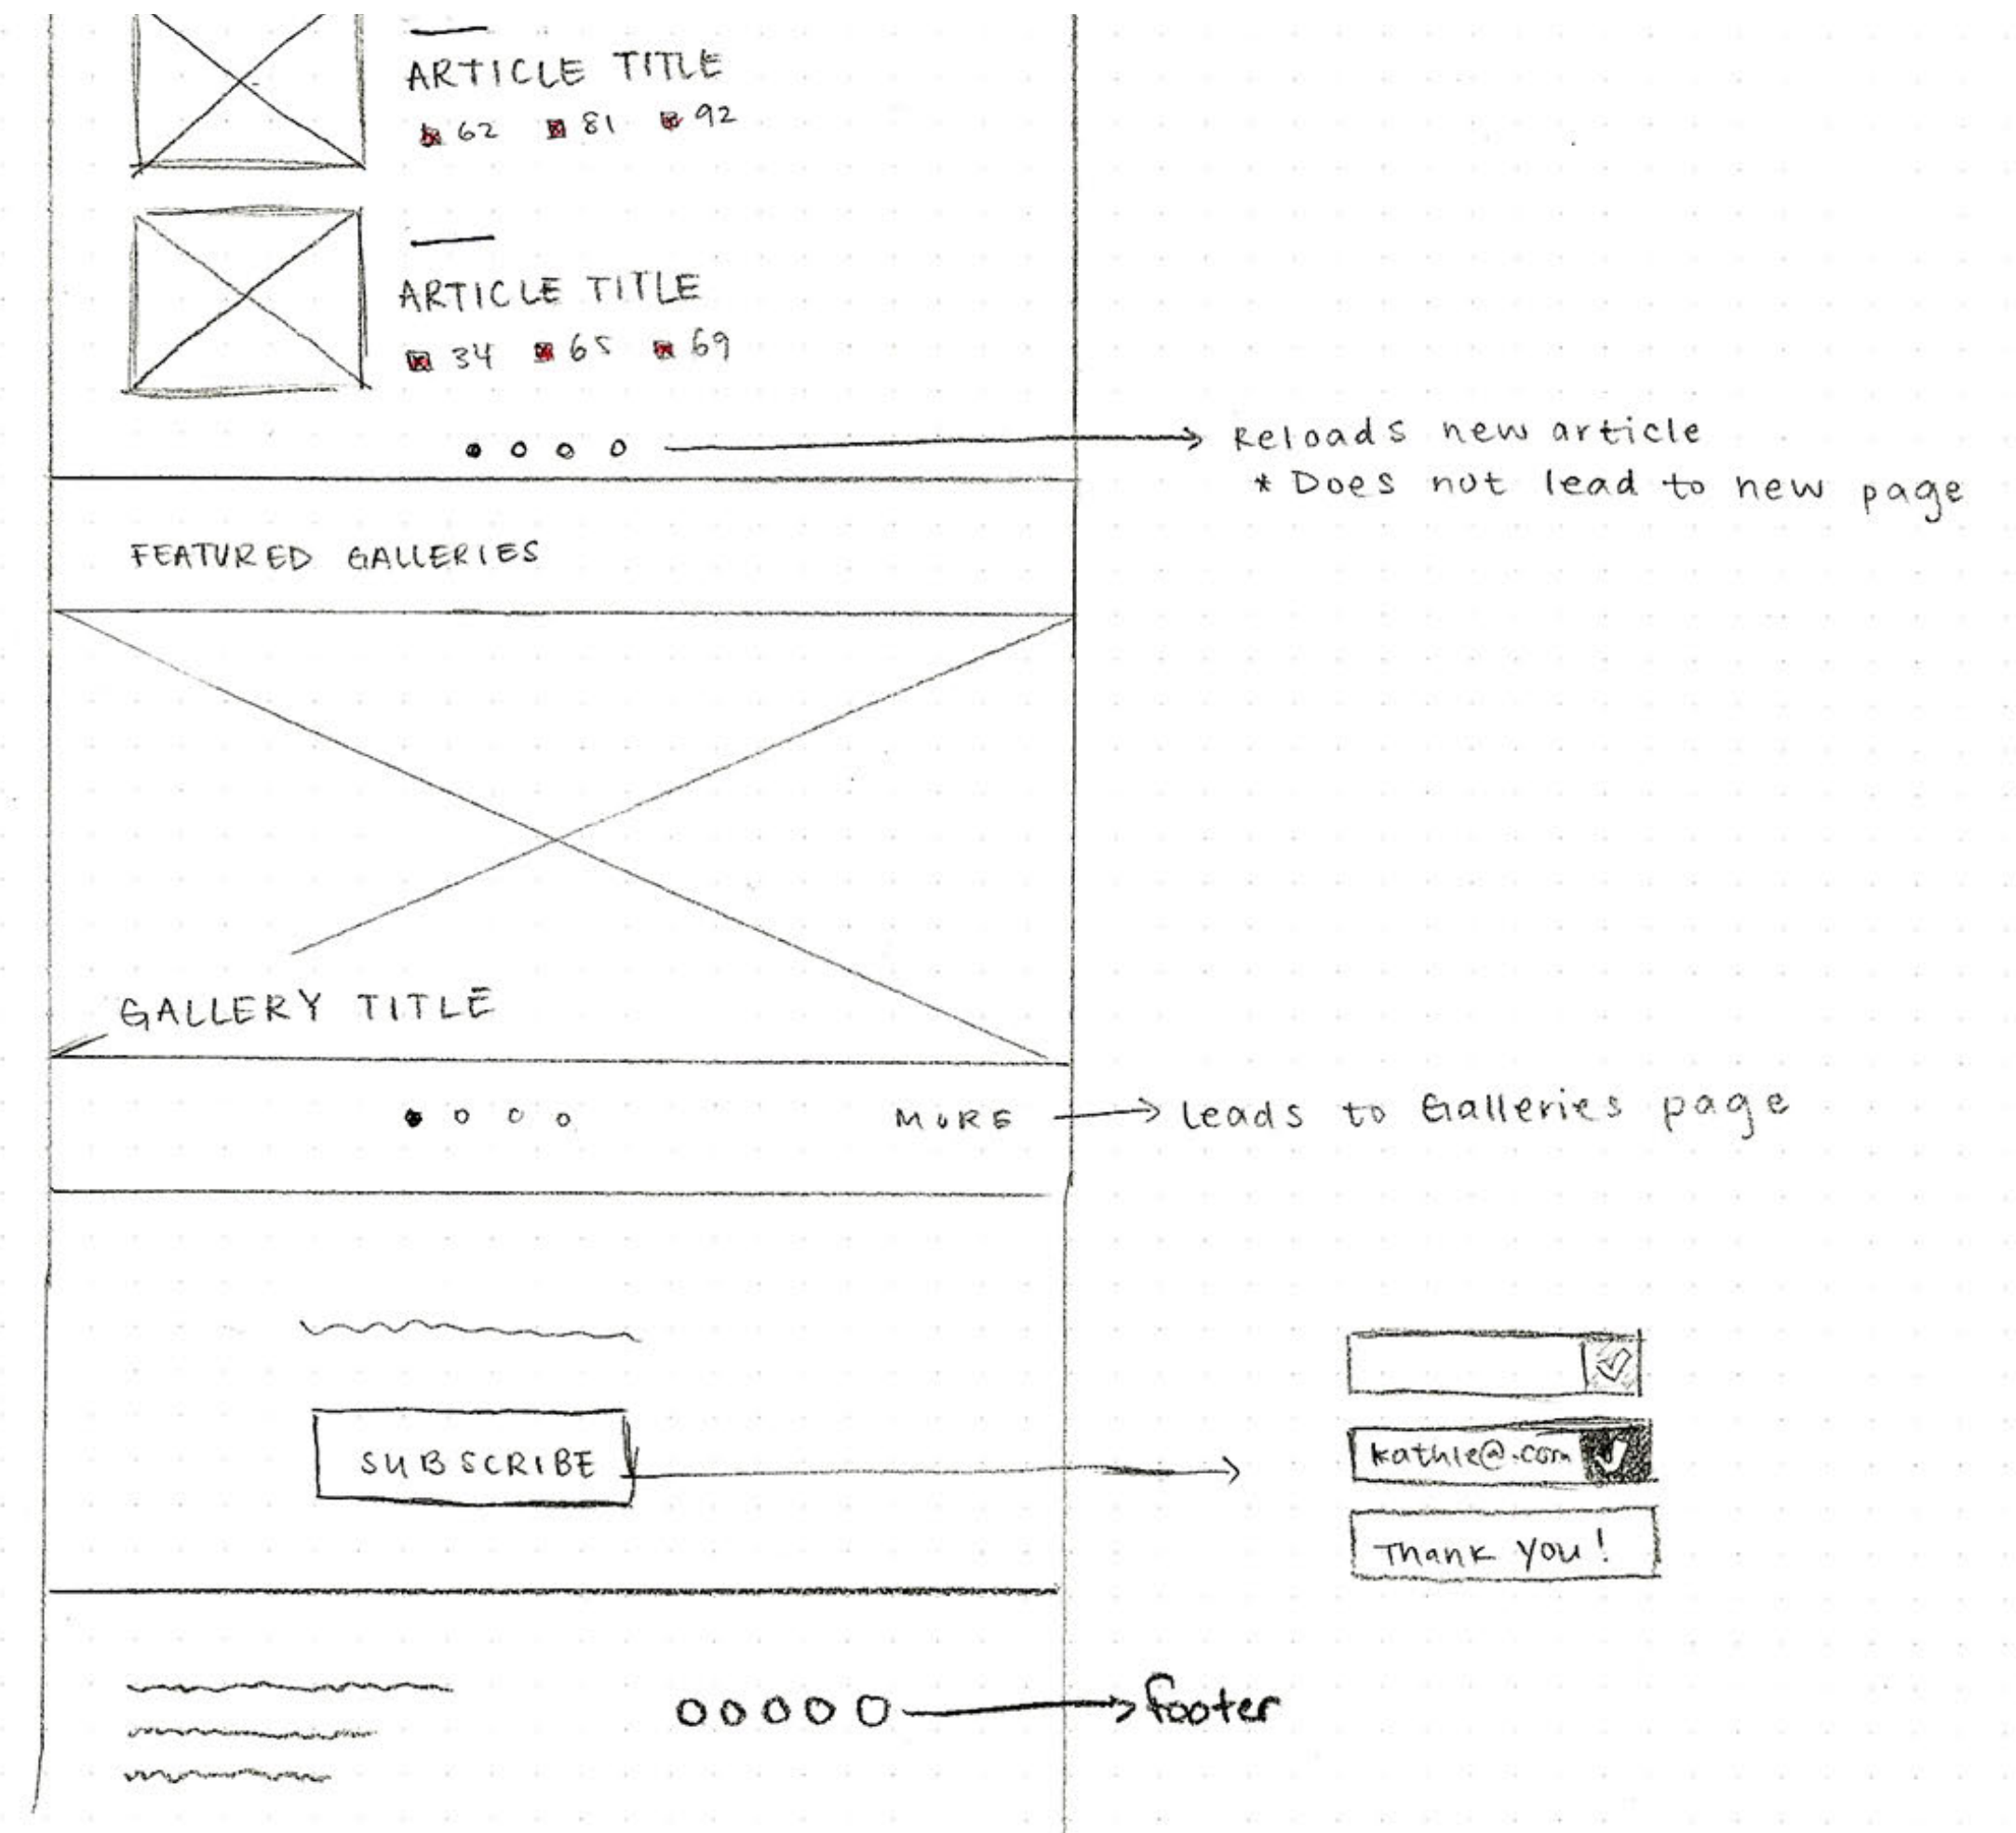 ARTICLE TITLE
62 81 92
ARTICLE TITLE
34 65 69
Reloads new article
* Does not lead to new page
FEATURED GALLERIES
GALLERY TITLE
MORE
Leads to Galleries page
SUBSCRIBE
kathie@.com
Thank you!
footer